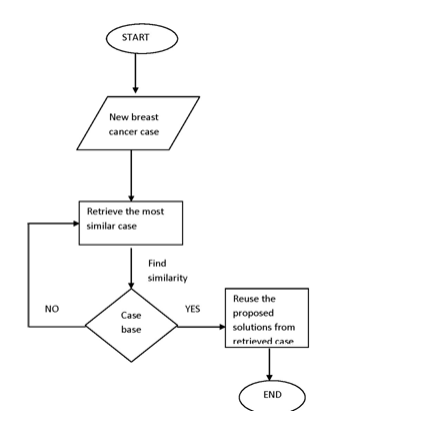 START
New breast
cancer case
Retrieve the most
similar case
Find
similarity
NO
Case
base
YES
Reuse the
proposed
solutions from
retrieved case
END